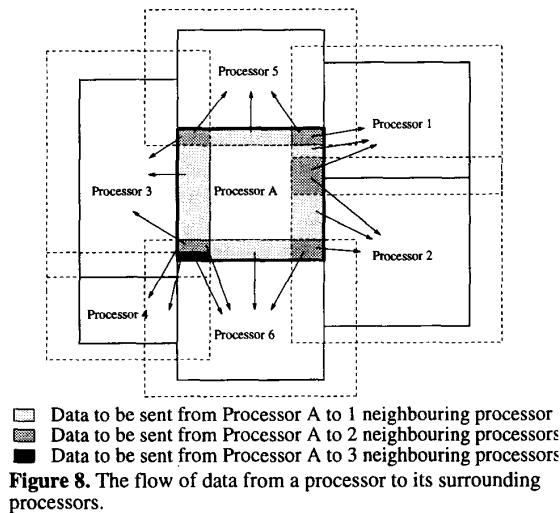 Processor 5
Processor 1
Processor 3
Processor A
Processor 2
Processor 4
Processor 6
Data to be sent from Processor A to 1 neighbouring processor
Data to be sent from Processor A to 2 neighbouring processors
Data to be sent from Processor A to 3 neighbouring processors
Figure 8. The flow of data from a processor to its surrounding
processors.